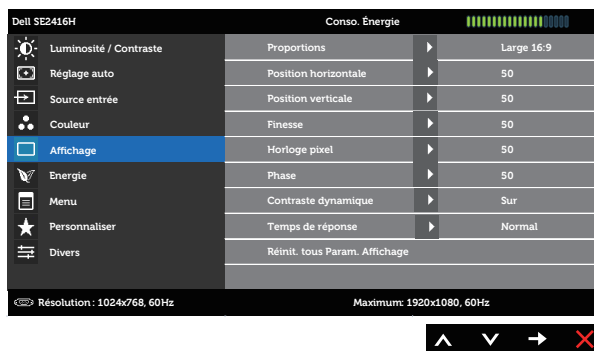 Dell SE2416H Conso. Énergie
Luminosité / Contraste Proportions Large 16:9
Réglage auto Position horizontale 50
Source entrée Position verticale 50
Couleur Finesse 50
Affichage Horloge pixel 50
Energie Phase 50
Menu Contraste dynamique Sur
Personnaliser Temps de réponse Normal
Divers Réinit. tous Param. Affichage
Résolution : 1024x768, 60Hz Maximum: 1920x1080, 60Hz